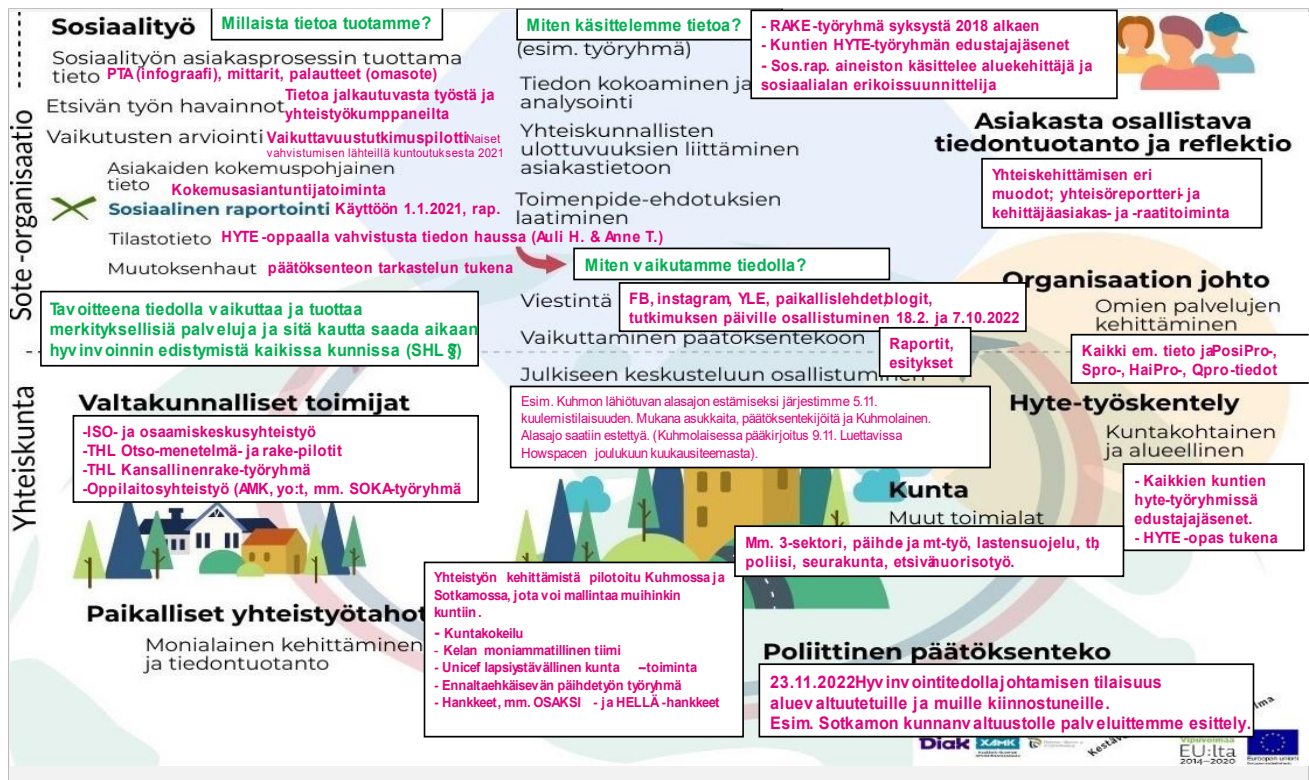 Sosiaalityö
Millaista tietoa tuotamme?
Sosiaalityön asiakasprosessin tuottama
tieto PTA (infograafi), mittarit, palautteet (omasote)
Etsivän työn havainnot Tietoa jalkautuvasta työstä ja
yhteistyökumppaneilta
Vaikutusten arviointi Vaikuttavuustutkimuspilotti Naiset
vahvistumisen lähteillä kuntoutuksesta 2021
Asiakaiden kokemuspohjainen
tieto Kokemusasiantuntijatoiminta
Sosiaalinen raportointi Käyttöön 1.1.2021, rap.
Tilastotieto HYTE-oppaalla vahvistusta tiedon haussa (Auli H. & Anne T.)
Muutoksenhaut päätöksenteon tarkastelun tukena
Sote-organisaatio
Tavoitteena tiedolla vaikuttaa ja tuottaa
merkityksellisiä palveluja ja sitä kautta saada aikaan
hyvinvoinnin edistymistä kaikissa kunnissa (SHL
Miten käsittelemme tietoa?
(esim. työryhmä)
- RAKE-työryhmä syksystä 2018 alkaen
- Kuntien HYTE-työryhmän edustajajäsenet
- Sos.rap. aineiston käsittelee aluekehittäjä ja
sosiaalialan erikoissuunnittelija
Tiedon kokoaminen ja
analysointi
Yhteiskunnallisten
ulottuvuuksien liittäminen
asiakastietoon
Toimenpide-ehdotuksien
laatiminen
Miten vaikutamme tiedolla?
Viestintä
FB, instagram, YLE, paikallislehdet, blogit,
tutkimuksen päiville osallistuminen 18.2. ja 7.10.2022
Vaikuttaminen päätöksentekoon
Raportit,
esitykset
Julkiseen keskusteluun osallistuminen
Esim. Kuhmon lähiötuvan alasajon estämiseksi järjestimme 5.11.
kuulemistilaisuuden. Mukana asukkaita, päätöksentekijöitä ja Kuhmolainen.
Alasajo saatiin estettyä. (Kuhmolaisessa pääkirjoitus 9.11. Luettavissa
Howspacen joulukuun kuukausiteemasta).
Asiakasta osallistava
tiedontuotanto ja reflektio
Yhteiskehittämisen eri
muodot; yhteisöreportteri- ja
kehittäjäasiakas- ja -raatitoiminta
Organisaation johto
Omien palvelujen
kehittäminen
Kaikki em. tieto ja PosiPro-,
Spro-, HaiPro-, Qpro-tiedot
Yhteiskunta
Valtakunnalliset toimijat
-ISO- ja osaamiskeskusyhteistyö
-THL Otso-menetelmä- ja rake-pilotit
-THL Kansallinenrake-työryhmä
-Oppilaitosyhteistyö (AMK, yo:t, mm. SOKA-työryhmä
Hyte-työskentely
Kuntakohtainen
ja alueellinen
- Kaikkien kuntien
hyte-työryhmissä
edustajajäsenet.
- HYTE-opas tukena
Kunta
Muut toimialat
Mm. 3-sektori, päihde- ja mt-työ, lastensuojelu, th,
poliisi, seurakunta, etsivä nuorisotyö.
Paikalliset yhteistyötahot
Monialainen kehittäminen
ja tiedontuotanto
Yhteistyön kehittämistä pilotoitu Kuhmossa ja
Sotkamossa, jota voi mallintaa muihinkin
kuntiin.
- Kuntakokeilu
- Kelan moniammatillinen tiimi
- Unicef lapsiystävällinen kunta –toiminta
- Ennaltaehkäisevän päihdetyön työryhmä
- Hankkeet, mm. OSAKSI - ja HELLÄ -hankkeet
Poliittinen päätöksenteko
23.11.2022 Hyvinvointitedolla johtamisen tilaisuus
aluevaltuutetuille ja muille kiinnostuneille.
Esim. Sotkamon kunnanvaltuustolle palveluittemme esittely.
Diak XAMK
Vipuvoimaa
EU:lta
2014–2020
Euroopan unioni